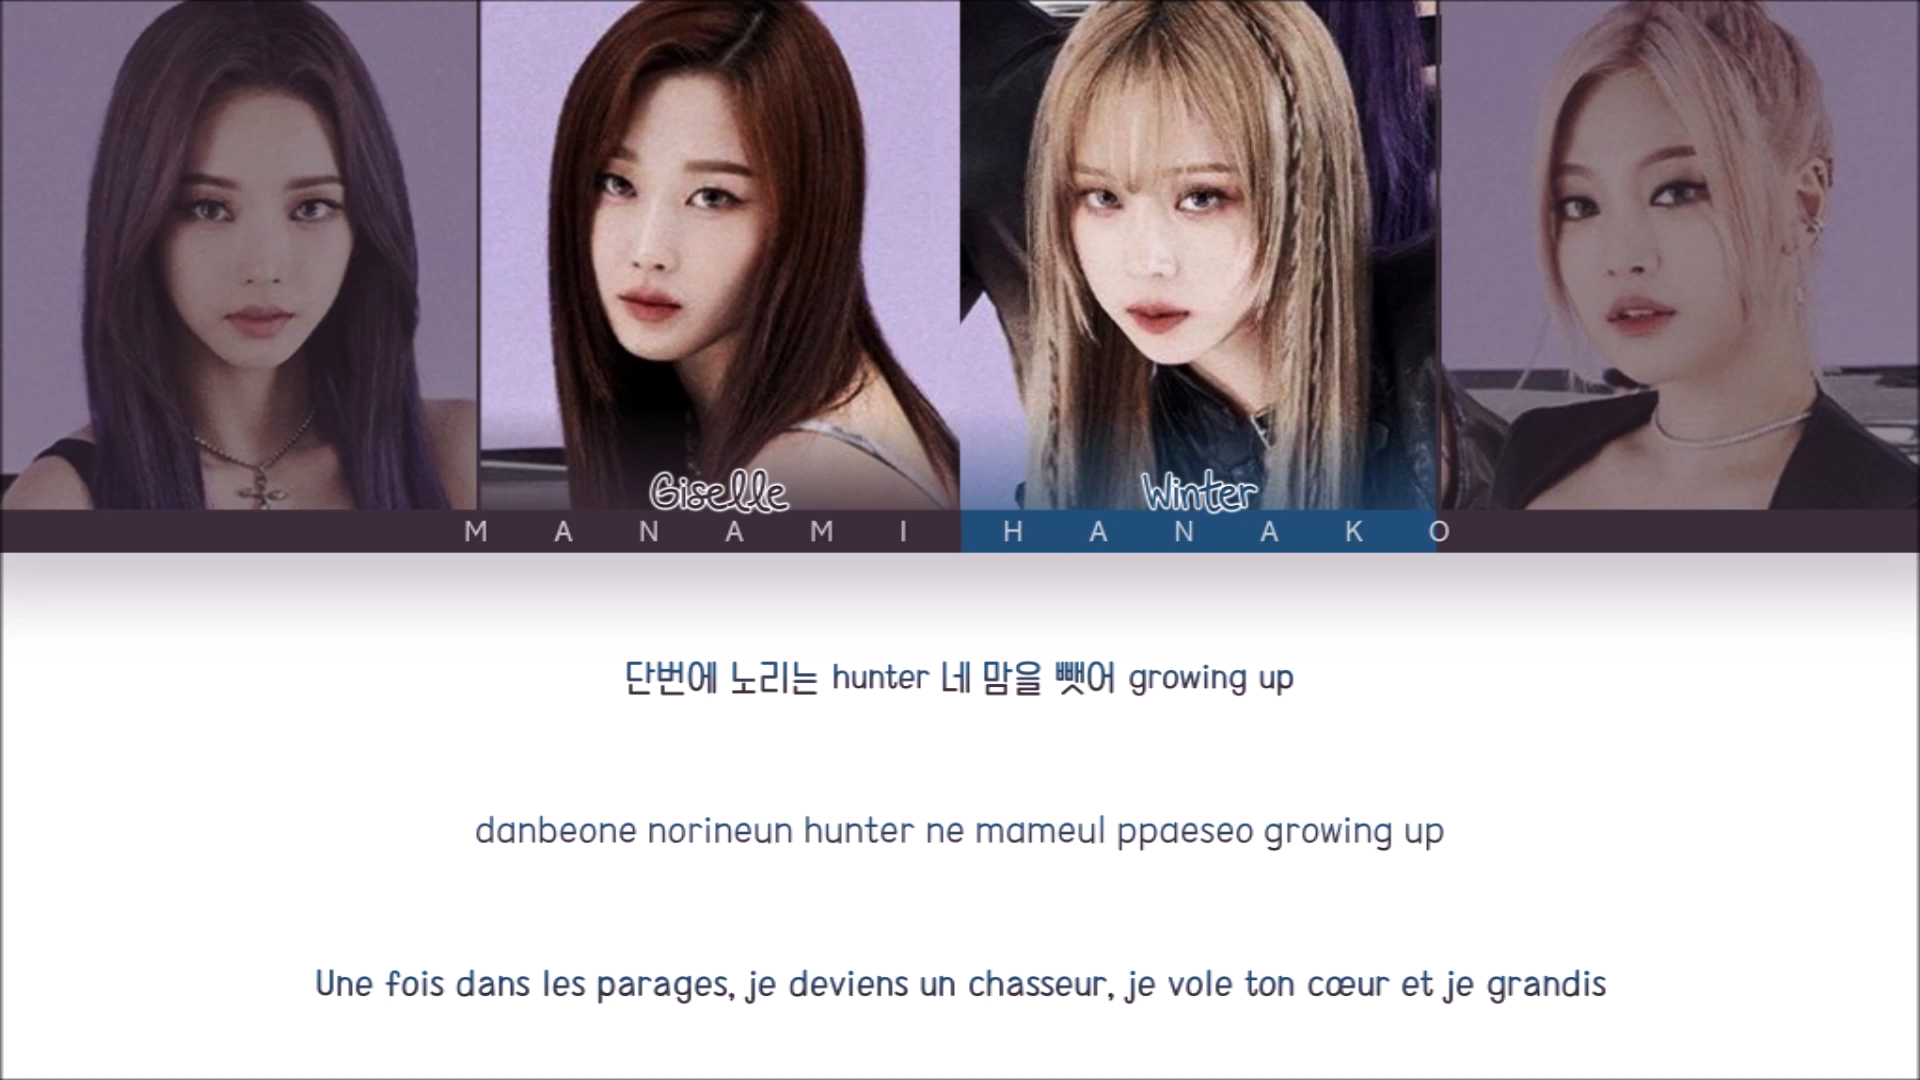 Giselle
Winter
MANAMI HANAKO
단번에 노리는 hunter 네 맘을 뺏어 growing up
danbeone norineun hunter ne mameul ppaeseo growing up
Une fois dans les parages, je deviens un chasseur, je vole ton cœur et je grandis